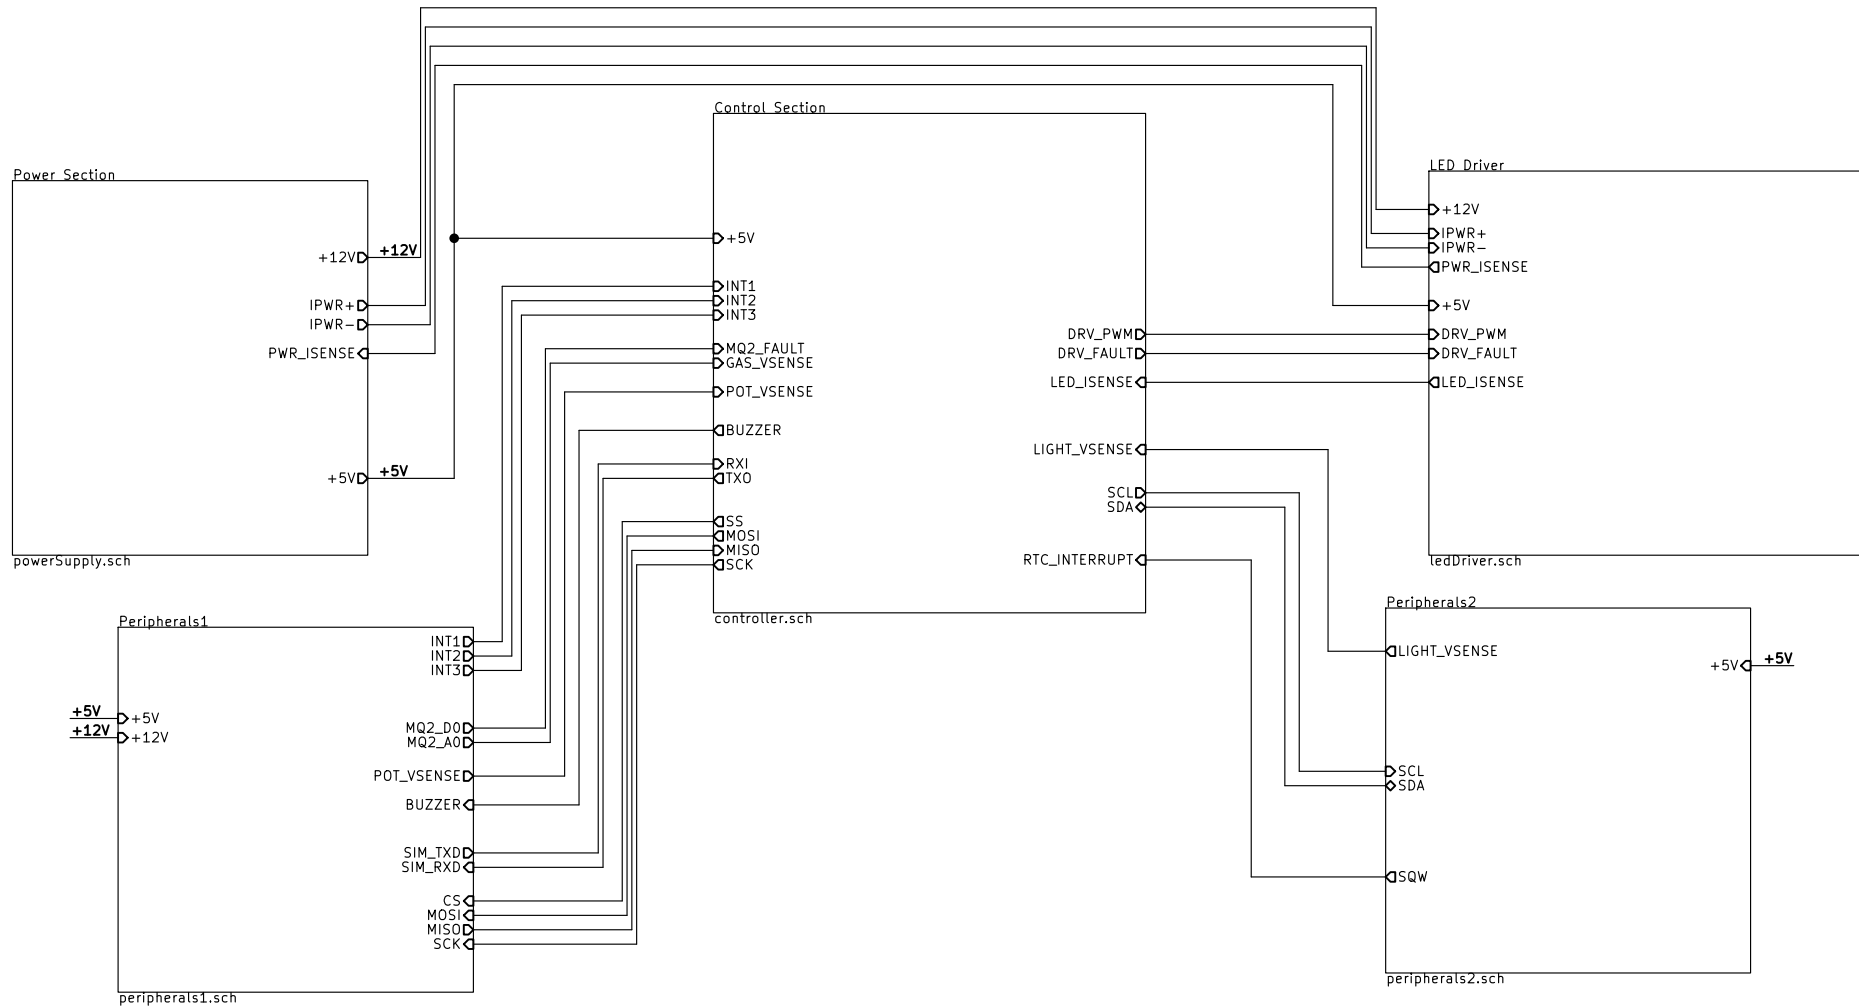 Power Section
+12V
+12V
IPWR+
IPWR-
PWR_ISENSE
+5V
+5V
powerSupply.sch
Control Section
+5V
INT1
INT2
INT3
MQ2_FAULT
GAS_VSENSE
POT_VSENSE
BUZZER
RXI
TXO
SS
MOSI
MISO
SCK
DRV_PWM
DRV_FAULT
LED_ISENSE
LIGHT_VSENSE
SCL
SDA
RTC_INTERRUPT
controller.sch
LED Driver
+12V
IPWR+
IPWR-
PWR_ISENSE
+5V
DRV_PWM
DRV_FAULT
LED_ISENSE
ledDriver.sch
Peripherals1
+5V
+5V
+12V
+12V
INT1
INT2
INT3
MQ2_D0
MQ2_A0
POT_VSENSE
BUZZER
SIM_TXD
SIM_RXD
CS
MOSI
MISO
SCK
peripherals1.sch
Peripherals2
LIGHT_VSENSE
+5V
+5V
SCL
SDA
SQW
peripherals2.sch